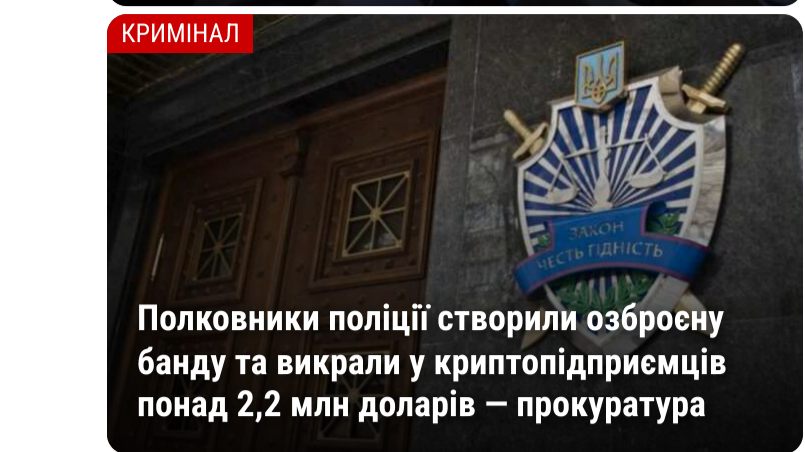 КРИМІНАЛ
ЗАКОН
ЧЕСТЬ ГІДНІСТЬ
Полковники поліції створили озброєну
банду та викрали у криптопідприємців
понад 2,2 млн доларів — прокуратура